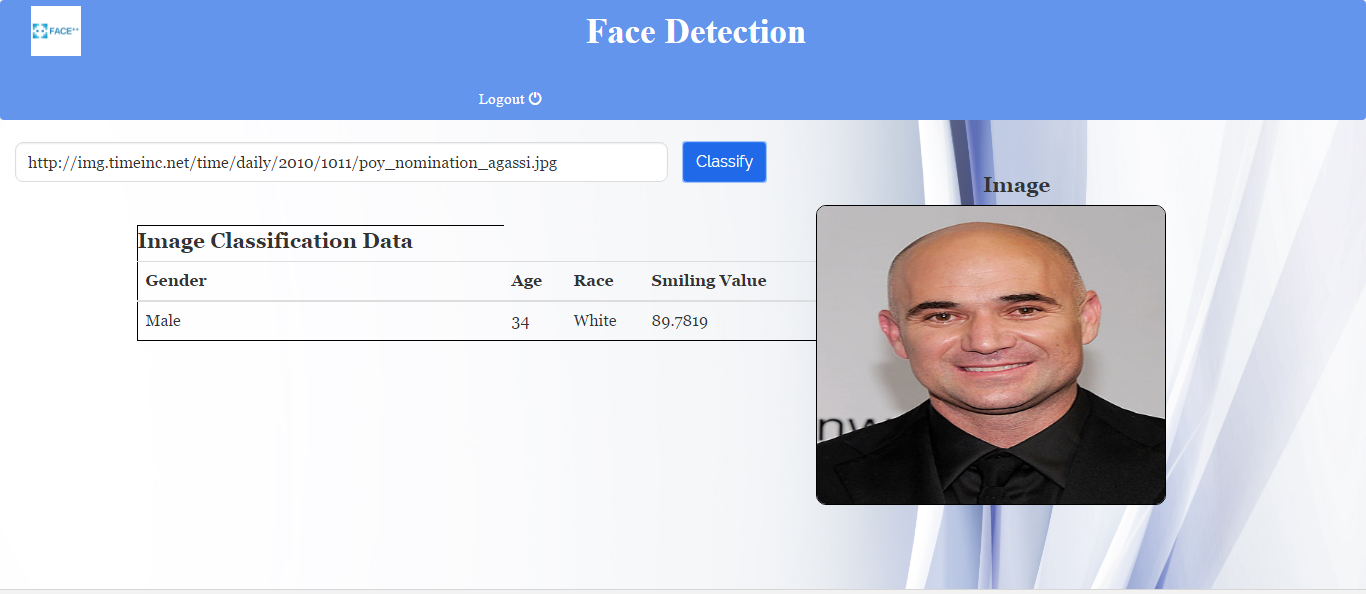 FACE++
Face Detection
Logout
http://img.timeinc.net/time/daily/2010/1011/poy_nomination_agassi.jpg
Classify
Image
Image Classification Data
Gender Age Race Smiling Value
Male 34 White 89.7819